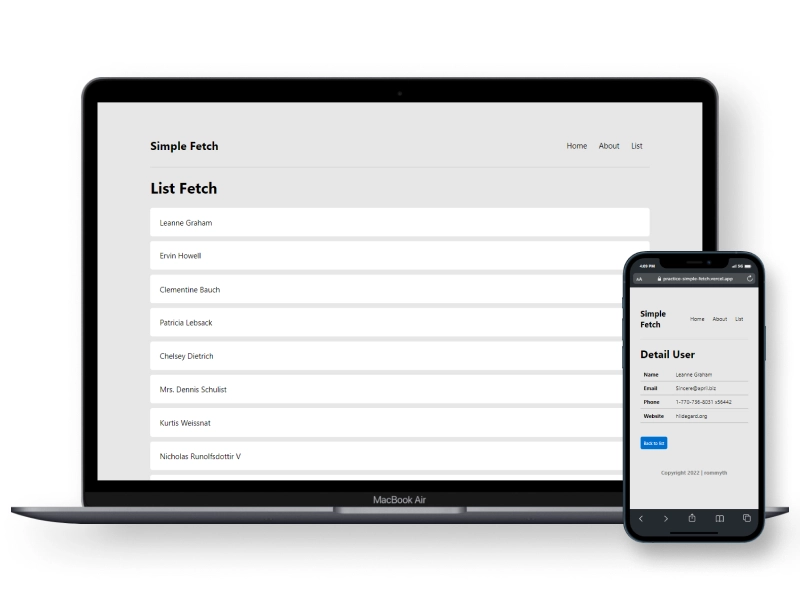 Simple Fetch
Home About List
List Fetch
Leanne Graham
Ervin Howell
Clementine Bauch
Patricia Lebsack
Chelsey Dietrich
Mrs. Dennis Schulist
Kurtis Weissnat
Nicholas Runolfsdottir V
MacBook Air
4:09 PM 5G
AA practice-simple-fetch.vercel.app
Simple
Fetch
Home About List
Detail User
Name Leanne Graham
Email Sincere@april.biz
Phone 1-770-736-8031 x56442
Website hildegard.org
Back to list
Copyright 2022 |